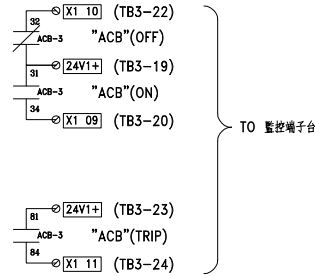 32 X1 10 (TB3-22)
ACB-3 "ACB"(OFF)
31 24V1+ (TB3-19)
ACB-3 "ACB"(ON)
34 X1 09 (TB3-20)
TO 監控端子台
81 24V1+ (TB3-23)
ACB-3 "ACB"(TRIP)
84 X1 11 (TB3-24)